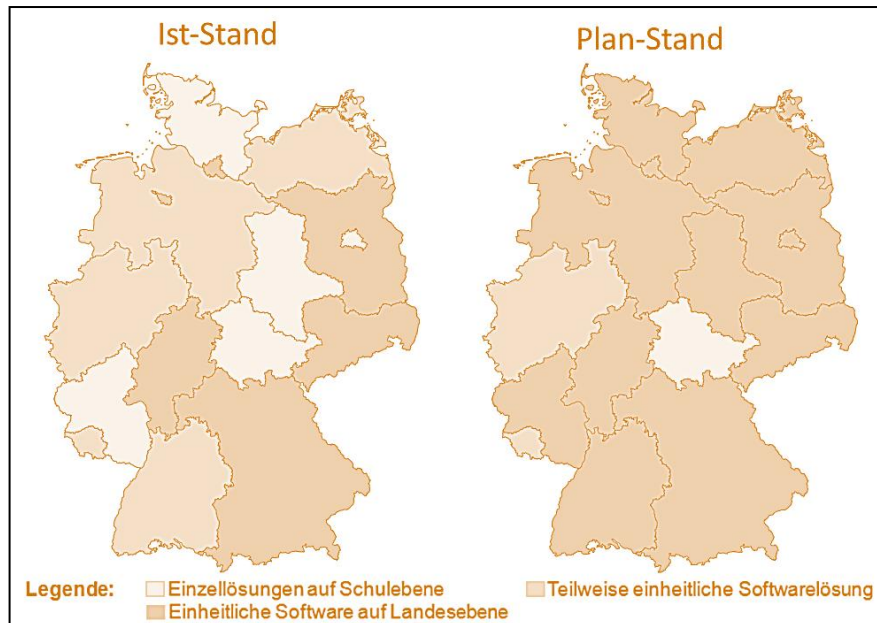 Ist-Stand
Plan-Stand
Legende:
Einzellösungen auf Schulebene
Teilweise einheitliche Softwarelösung
Einheitliche Software auf Landesebene